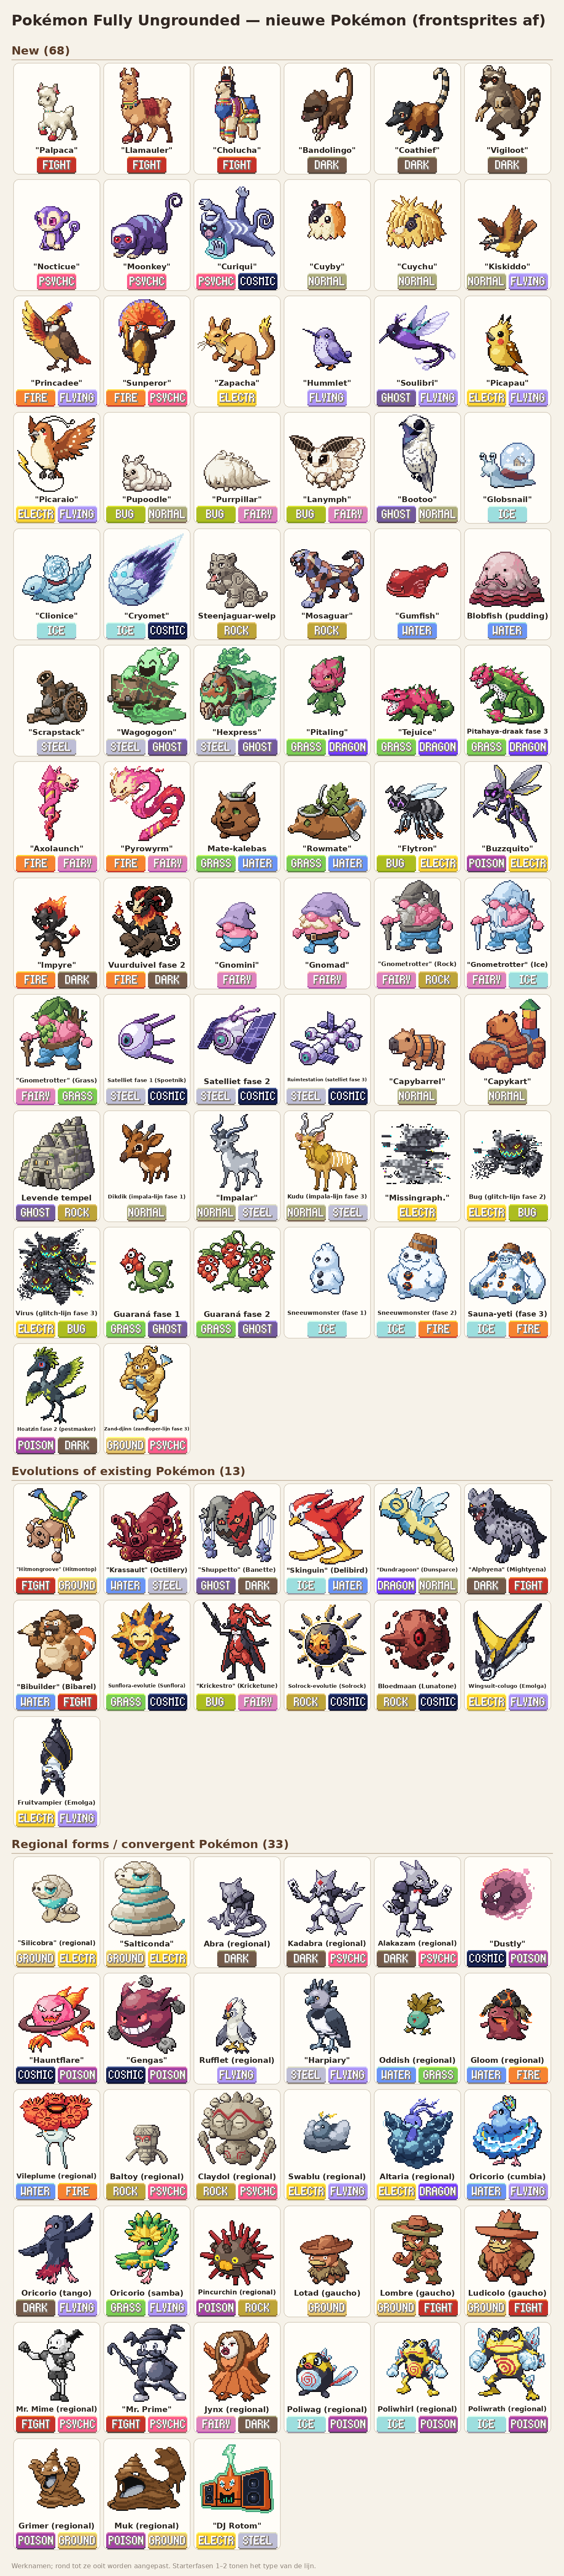 Pokémon Fully Ungrounded — nieuwe Pokémon (frontsprites af)
New (68)
"Palpaca" "Llamauler" "Cholucha" "Bandolingo" "Coathief" "Vigiloot"
FIGHT FIGHT FIGHT DARK DARK DARK
"Nocticue" "Moonkey" "Curiqui" "Cuyby" "Cuychu" "Kiskiddo"
PSYCHC PSYCHC PSYCHC COSMIC NORMAL NORMAL NORMAL FLYING
"Princadee" "Sunperor" "Zapacha" "Hummlet" "Soulibri" "Picapau"
FIRE FLYING FIRE PSYCHC ELECTR FLYING GHOST FLYING ELECTR FLYING
"Picaraio" "Pupoodle" "Purrpillar" "Lanymph" "Bootoo" "Globsnail"
ELECTR FLYING BUG NORMAL BUG FAIRY BUG FAIRY GHOST NORMAL ICE
"Clionice" "Cryomet" Steenjaguar-welp "Mosaguar" "Gumfish" Blobfish (pudding)
ICE ICE COSMIC ROCK ROCK WATER WATER
"Scrapstack" "Wagogogon" "Hexpress" "Pitaling" "Tejuice" Pitahaya-draak fase 3
STEEL STEEL GHOST STEEL GHOST GRASS DRAGON GRASS DRAGON GRASS DRAGON
"Axolaunch" "Pyrowyrm" Mate-kalebas "Rowmate" "Flytron" "Buzzquito"
FIRE FAIRY FIRE FAIRY GRASS WATER GRASS WATER BUG ELECTR POISON ELECTR
"Impyre" Vuurduivel fase 2 "Gnomini" "Gnomad" "Gnometrotter" (Rock) "Gnometrotter" (Ice)
FIRE DARK FIRE DARK FAIRY FAIRY FAIRY ROCK FAIRY ICE
"Gnometrotter" (Grass) Satelliet fase 1 (Spoetnik) Satelliet fase 2 Ruimtestation (satelliet fase 3) "Capybarrel" "Capykart"
FAIRY GRASS STEEL COSMIC STEEL COSMIC STEEL COSMIC NORMAL NORMAL
Levende tempel Dikdik (impala-lijn fase 1) "Impalar" Kudu (impala-lijn fase 3) "Missingraph." Bug (glitch-lijn fase 2)
GHOST ROCK NORMAL NORMAL STEEL NORMAL STEEL ELECTR ELECTR BUG
Virus (glitch-lijn fase 3) Guaraná fase 1 Guaraná fase 2 Sneeuwmonster (fase 1) Sneeuwmonster (fase 2) Sauna-yeti (fase 3)
ELECTR BUG GRASS GHOST GRASS GHOST ICE ICE FIRE ICE FIRE
Hoatzin fase 2 (pestmasker) Zand-djinn (zandloper-lijn fase 3)
POISON DARK GROUND PSYCHC
Evolutions of existing Pokémon (13)
"Hitmongroove" (Hitmontop) "Krassault" (Octillery) "Shuppetto" (Banette) "Skinguin" (Delibird) "Dundragoon" (Dunsparce) "Alphyena" (Mightyena)
FIGHT GROUND WATER STEEL GHOST DARK ICE WATER DRAGON NORMAL DARK FIGHT
"Bibuilder" (Bibarel) Sunflora-evolutie (Sunflora) "Krickestro" (Kricketune) Solrock-evolutie (Solrock) Bloedmaan (Lunatone) Wingsuit-colugo (Emolga)
WATER FIGHT GRASS COSMIC BUG FAIRY ROCK COSMIC ROCK COSMIC ELECTR FLYING
Fruitvampier (Emolga)
ELECTR FLYING
Regional forms / convergent Pokémon (33)
"Silicobra" (regional) "Salticonda" Abra (regional) Kadabra (regional) Alakazam (regional) "Dustly"
GROUND ELECTR GROUND ELECTR DARK DARK PSYCHC DARK PSYCHC COSMIC POISON
"Hauntflare" "Gengas" Rufflet (regional) "Harpiary" Oddish (regional) Gloom (regional)
COSMIC POISON COSMIC POISON FLYING STEEL FLYING WATER GRASS WATER FIRE
Vileplume (regional) Baltoy (regional) Claydol (regional) Swablu (regional) Altaria (regional) Oricorio (cumbia)
WATER FIRE ROCK PSYCHC ROCK PSYCHC ELECTR FLYING ELECTR DRAGON WATER FLYING
Oricorio (tango) Oricorio (samba) Pincurchin (regional) Lotad (gaucho) Lombre (gaucho) Ludicolo (gaucho)
DARK FLYING GRASS FLYING POISON ROCK GROUND GROUND FIGHT GROUND FIGHT
Mr. Mime (regional) "Mr. Prime" Jynx (regional) Poliwag (regional) Poliwhirl (regional) Poliwrath (regional)
FIGHT PSYCHC FIGHT PSYCHC FAIRY DARK ICE POISON ICE POISON ICE POISON
Grimer (regional) Muk (regional) "DJ Rotom"
POISON GROUND POISON GROUND ELECTR STEEL
Werknamen; rond tot ze ooit worden aangepast. Starterfasen 1–2 tonen het type van de lijn.